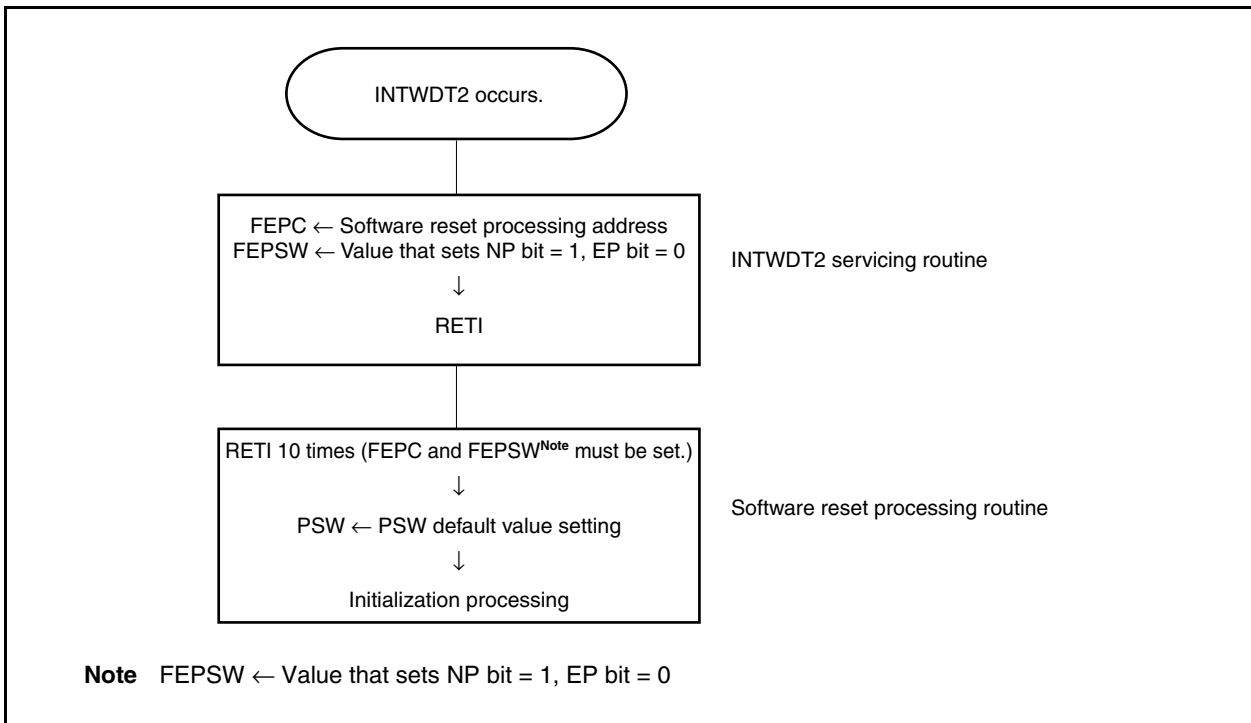 INTWDT2 occurs.
FEPC ← Software reset processing address
FEPSW ← Value that sets NP bit = 1, EP bit = 0
↓
RETI
INTWDT2 servicing routine
RETI 10 times (FEPC and FEPSWNote must be set.)
↓
PSW ← PSW default value setting
↓
Initialization processing
Software reset processing routine
Note FEPSW ← Value that sets NP bit = 1, EP bit = 0